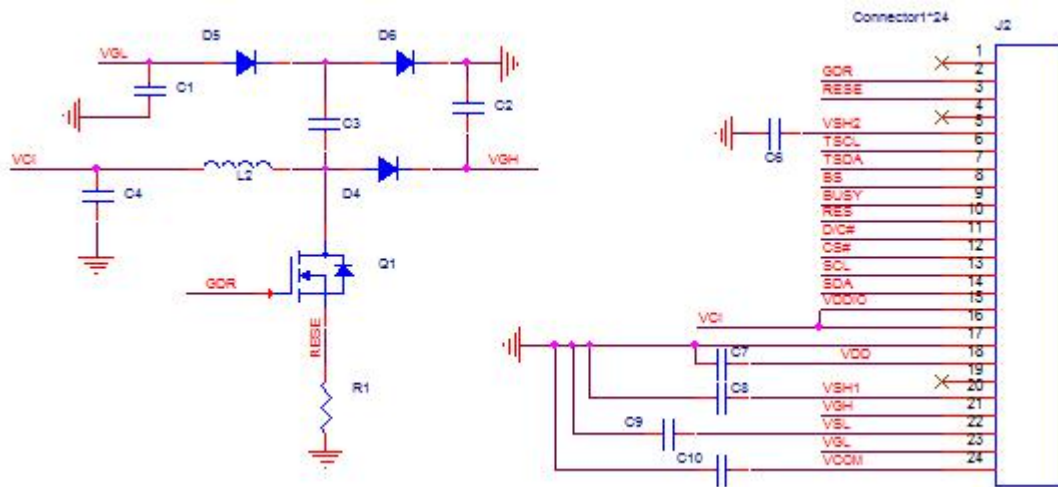 Connector1*24
J2
D5
D6
VGL
C1
C2
C3
VCI
L2
D4
VGH
C4
Q1
GDR
RESE
R1
1
2
GDR
3
RESE
4
5
VSH2
C6
6
TSCL
7
TSDA
8
BS
9
BUSY
10
RES
11
D/C#
12
CS#
13
SCL
14
SDA
15
VDDIO
16
VCI
17
18
C7
VDD
19
20
C8
VSH1
21
VGH
22
C9
VSL
23
VGL
24
C10
VCOM